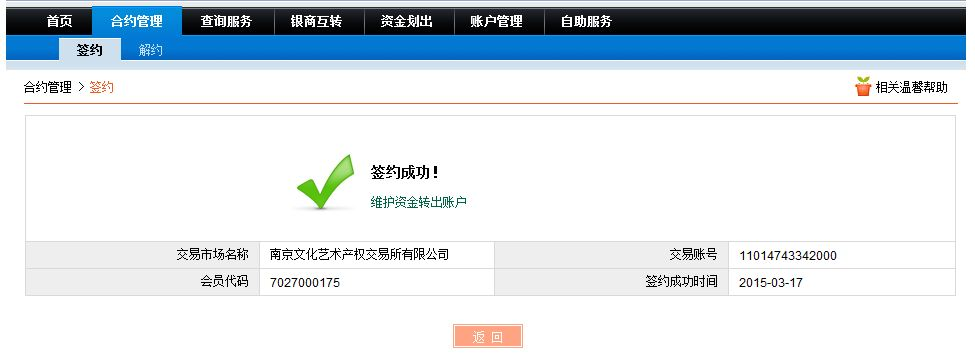 首页 合约管理 查询服务 银商互转 资金划出 账户管理 自助服务
签约 解约
合约管理 > 签约 相关温馨帮助
签约成功！
维护资金转出账户
交易市场名称 南京文化艺术产权交易所有限公司 交易账号 11014743342000
会员代码 7027000175 签约成功时间 2015-03-17
返 回